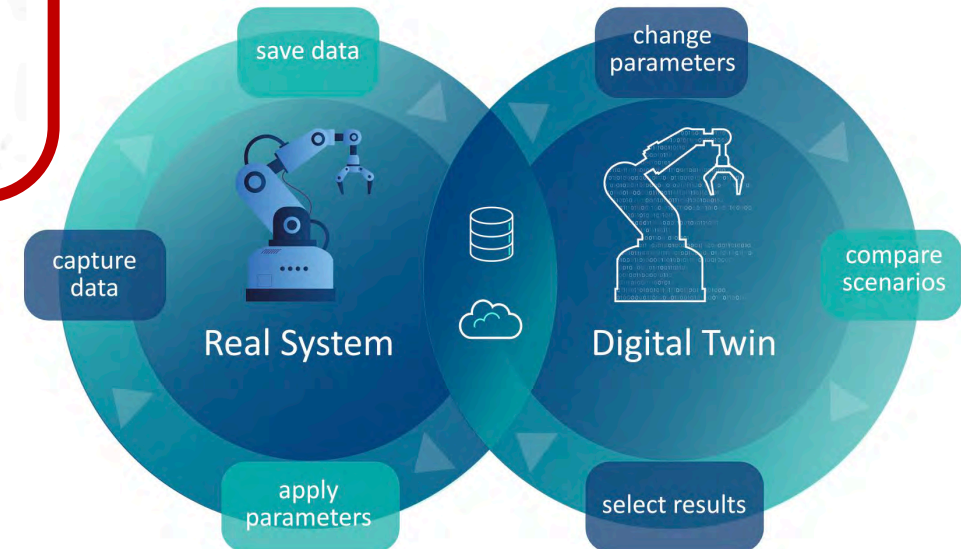 save data
change
parameters
capture
data
compare
scenarios
Real System
Digital Twin
apply
parameters
select results